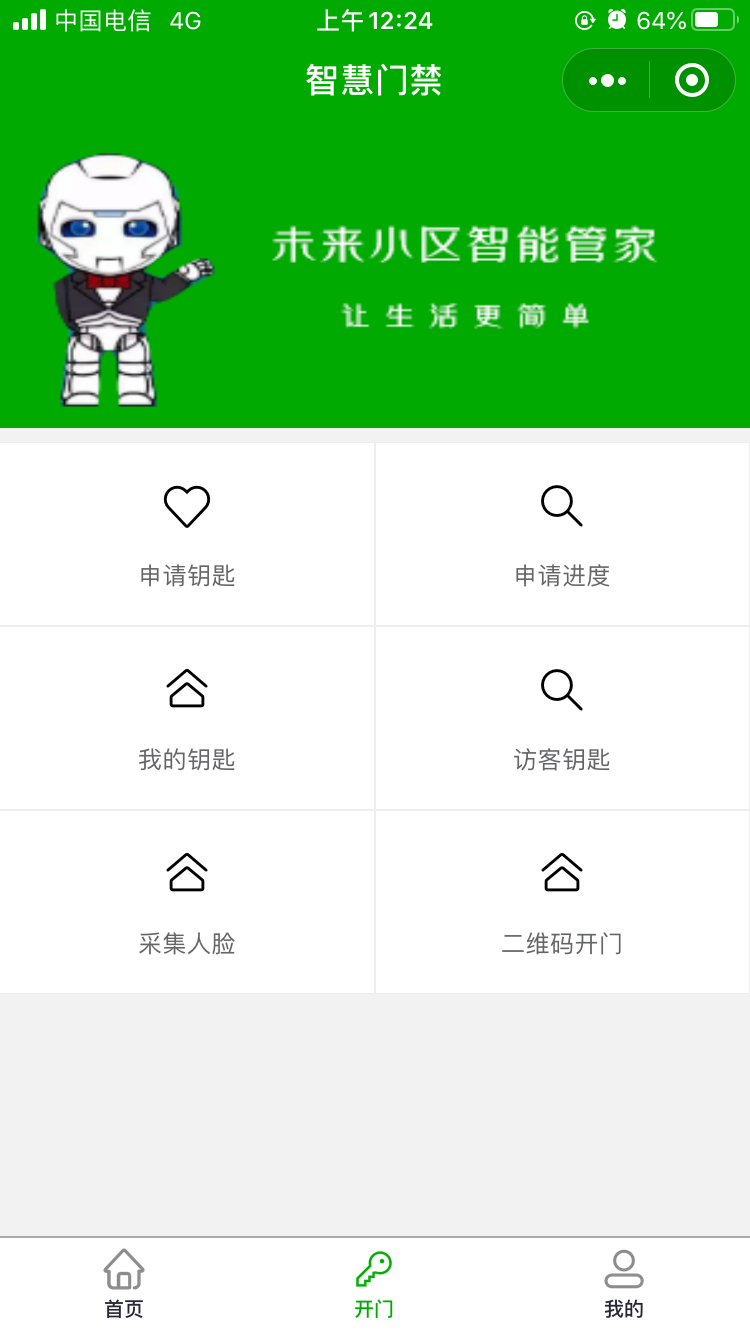 中国电信 4G 上午12:24 64%
智慧门禁
未来小区智能管家
让生活更简单
申请钥匙 申请进度
我的钥匙 访客钥匙
采集人脸 二维码开门
首页 开门 我的